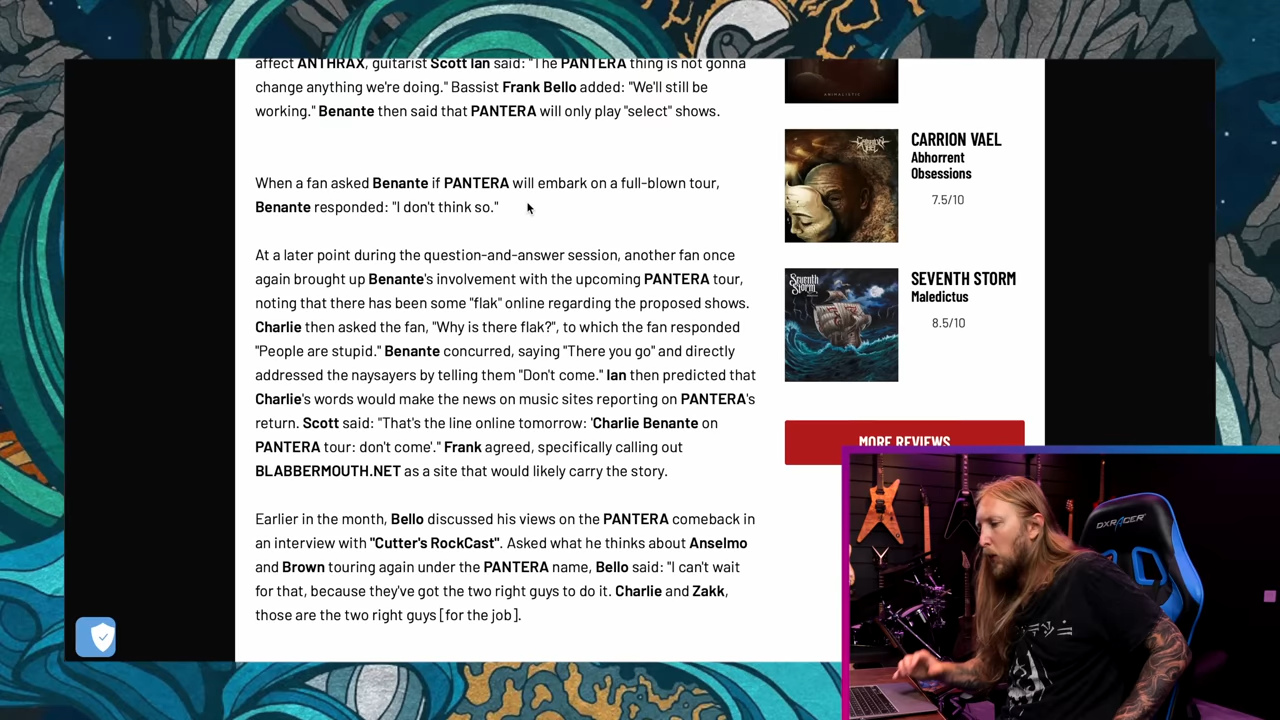 affect ANTHRAX, guitarist Scott Ian said: "The PANTERA thing is not gonna
change anything we're doing." Bassist Frank Bello added: "We'll still be
working." Benante then said that PANTERA will only play "select" shows.
When a fan asked Benante if PANTERA will embark on a full-blown tour,
Benante responded: "I don't think so."
At a later point during the question-and-answer session, another fan once
again brought up Benante's involvement with the upcoming PANTERA tour,
noting that there has been some "flak" online regarding the proposed shows.
Charlie then asked the fan, "Why is there flak?", to which the fan responded
"People are stupid." Benante concurred, saying "There you go" and directly
addressed the naysayers by telling them "Don't come." Ian then predicted that
Charlie's words would make the news on music sites reporting on PANTERA's
return. Scott said: "That's the line online tomorrow: 'Charlie Benante on
PANTERA tour: don't come'." Frank agreed, specifically calling out
BLABBERMOUTH.NET as a site that would likely carry the story.
Earlier in the month, Bello discussed his views on the PANTERA comeback in
an interview with "Cutter's RockCast". Asked what he thinks about Anselmo
and Brown touring again under the PANTERA name, Bello said: "I can't wait
for that, because they've got the two right guys to do it. Charlie and Zakk,
those are the two right guys [for the job].
ANIMALISTIC
CARRION VAEL
Abhorrent
Obsessions
7.5/10
Seventh
Storm
SEVENTH STORM
Maledictus
8.5/10
MORE REVIEWS
DXRACER